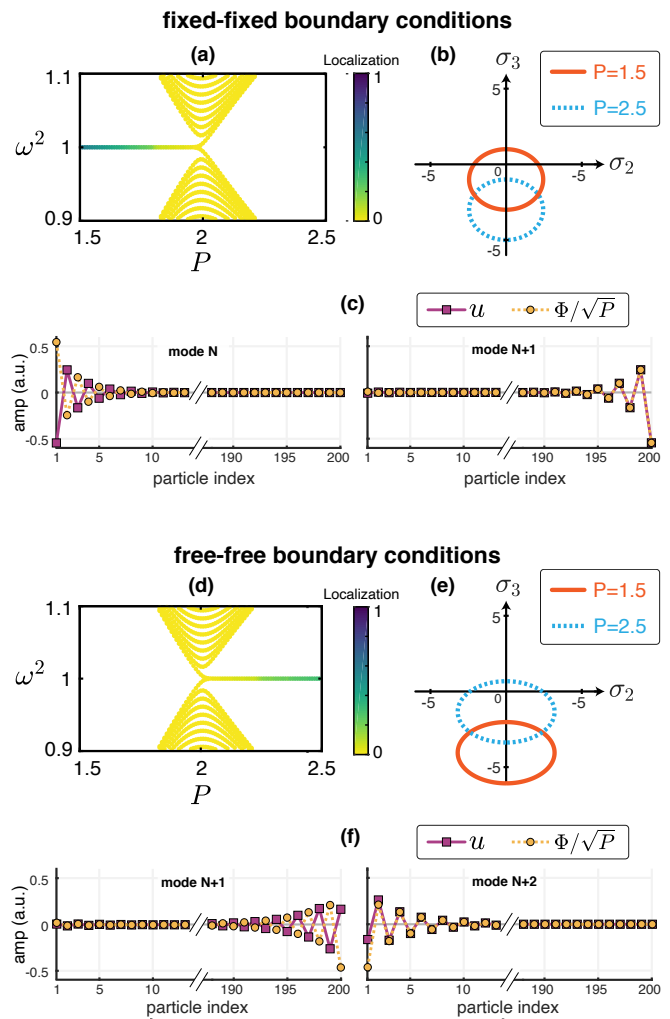 fixed-fixed boundary conditions
(a)
Localization
1.1
1
0.9
ω²
1.5
2
2.5
P
1
0
(b)
σ₃
σ₂
5
0
-5
-5
-5
P=1.5
P=2.5
(c)
u
Φ/√P
mode N
mode N+1
amp (a.u.)
0.5
0
-0.5
1
5
10
190
195
200
1
5
10
190
195
200
particle index
particle index
free-free boundary conditions
(d)
Localization
1.1
1
0.9
ω²
1.5
2
2.5
P
1
0
(e)
σ₃
σ₂
5
0
-5
-5
-5
P=1.5
P=2.5
(f)
u
Φ/√P
mode N+1
mode N+2
amp (a.u.)
0.5
0
-0.5
1
5
10
190
195
200
1
5
10
190
195
200
particle index
particle index